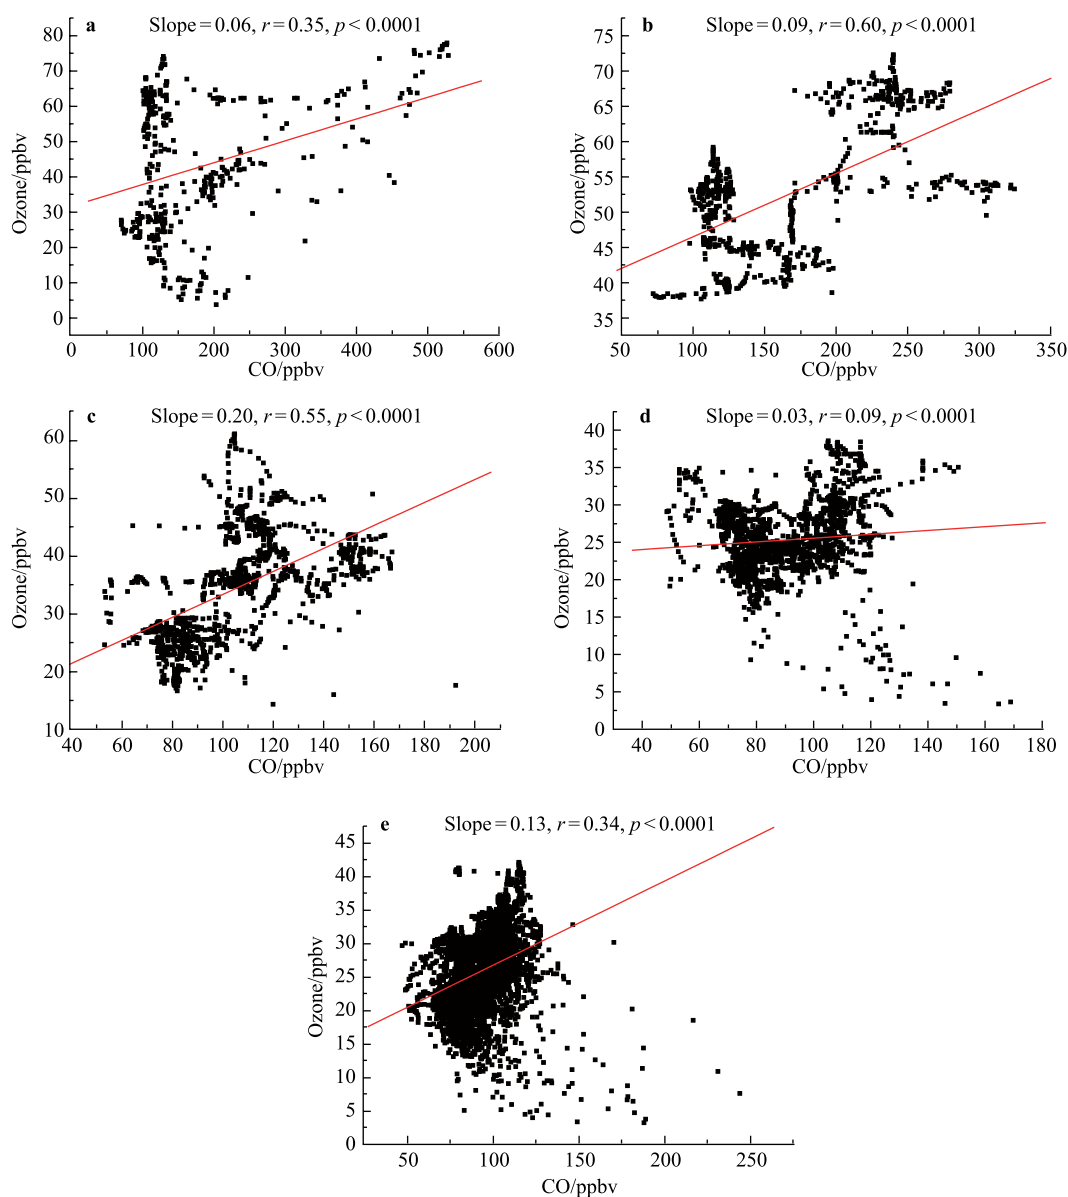 a Slope=0.06, r=0.35, p<0.0001
80
70
60
50
40
30
20
10
0
Ozone/ppbv
0 100 200 300 400 500 600
CO/ppbv
b Slope=0.09, r=0.60, p<0.0001
75
70
65
60
55
50
45
40
35
Ozone/ppbv
50 100 150 200 250 300 350
CO/ppbv
c Slope=0.20, r=0.55, p<0.0001
60
50
40
30
20
10
Ozone/ppbv
40 60 80 100 120 140 160 180 200
CO/ppbv
d Slope=0.03, r=0.09, p<0.0001
40
35
30
25
20
15
10
5
0
Ozone/ppbv
40 60 80 100 120 140 160 180
CO/ppbv
e Slope=0.13, r=0.34, p<0.0001
45
40
35
30
25
20
15
10
5
0
Ozone/ppbv
50 100 150 200 250
CO/ppbv